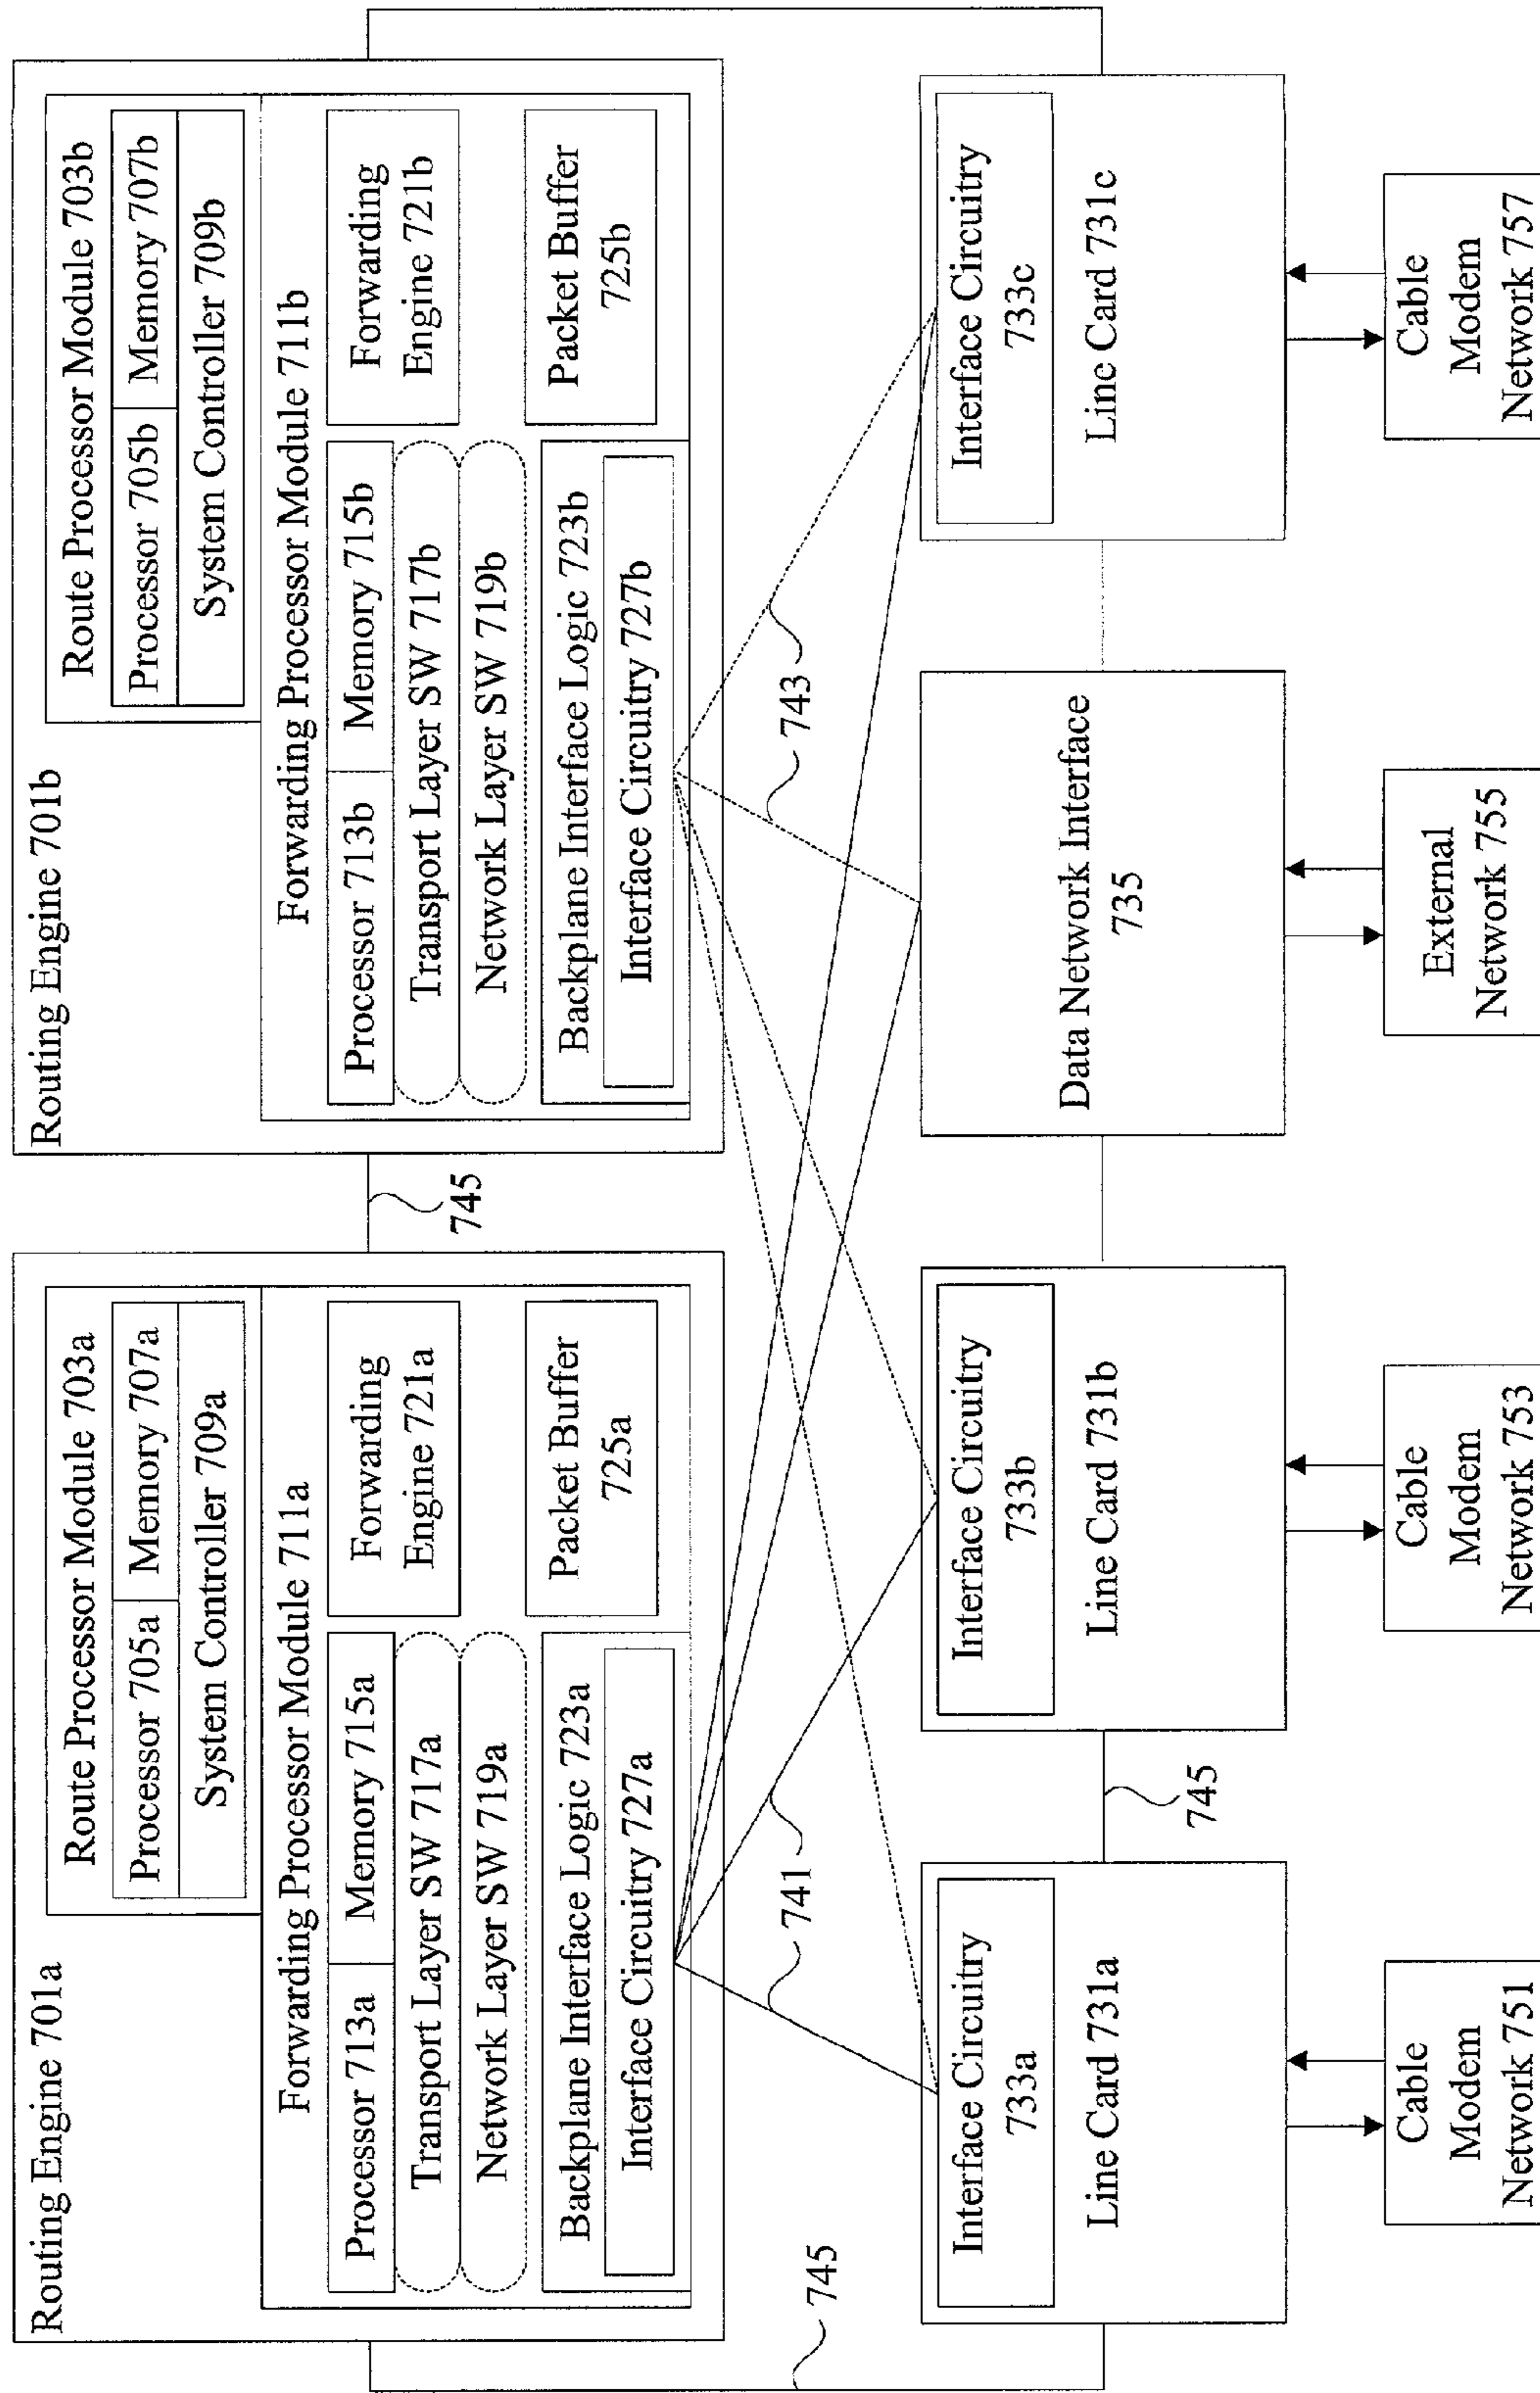 Routing Engine 701a
Route Processor Module 703a
Processor 705a
Memory 707a
System Controller 709a
Forwarding Processor Module 711a
Processor 713a
Memory 715a
Transport Layer SW 717a
Network Layer SW 719a
Forwarding
Engine 721a
Backplane Interface Logic 723a
Interface Circuitry 727a
Packet Buffer
725a
745
Routing Engine 701b
Route Processor Module 703b
Processor 705b
Memory 707b
System Controller 709b
Forwarding Processor Module 711b
Processor 713b
Memory 715b
Transport Layer SW 717b
Network Layer SW 719b
Forwarding
Engine 721b
Backplane Interface Logic 723b
Interface Circuitry 727b
Packet Buffer
725b
745
741
743
Interface Circuitry
733a
Line Card 731a
745
Interface Circuitry
733b
Line Card 731b
Data Network Interface
735
Interface Circuitry
733c
Line Card 731c
Cable
Modem
Network 751
Cable
Modem
Network 753
External
Network 755
Cable
Modem
Network 757